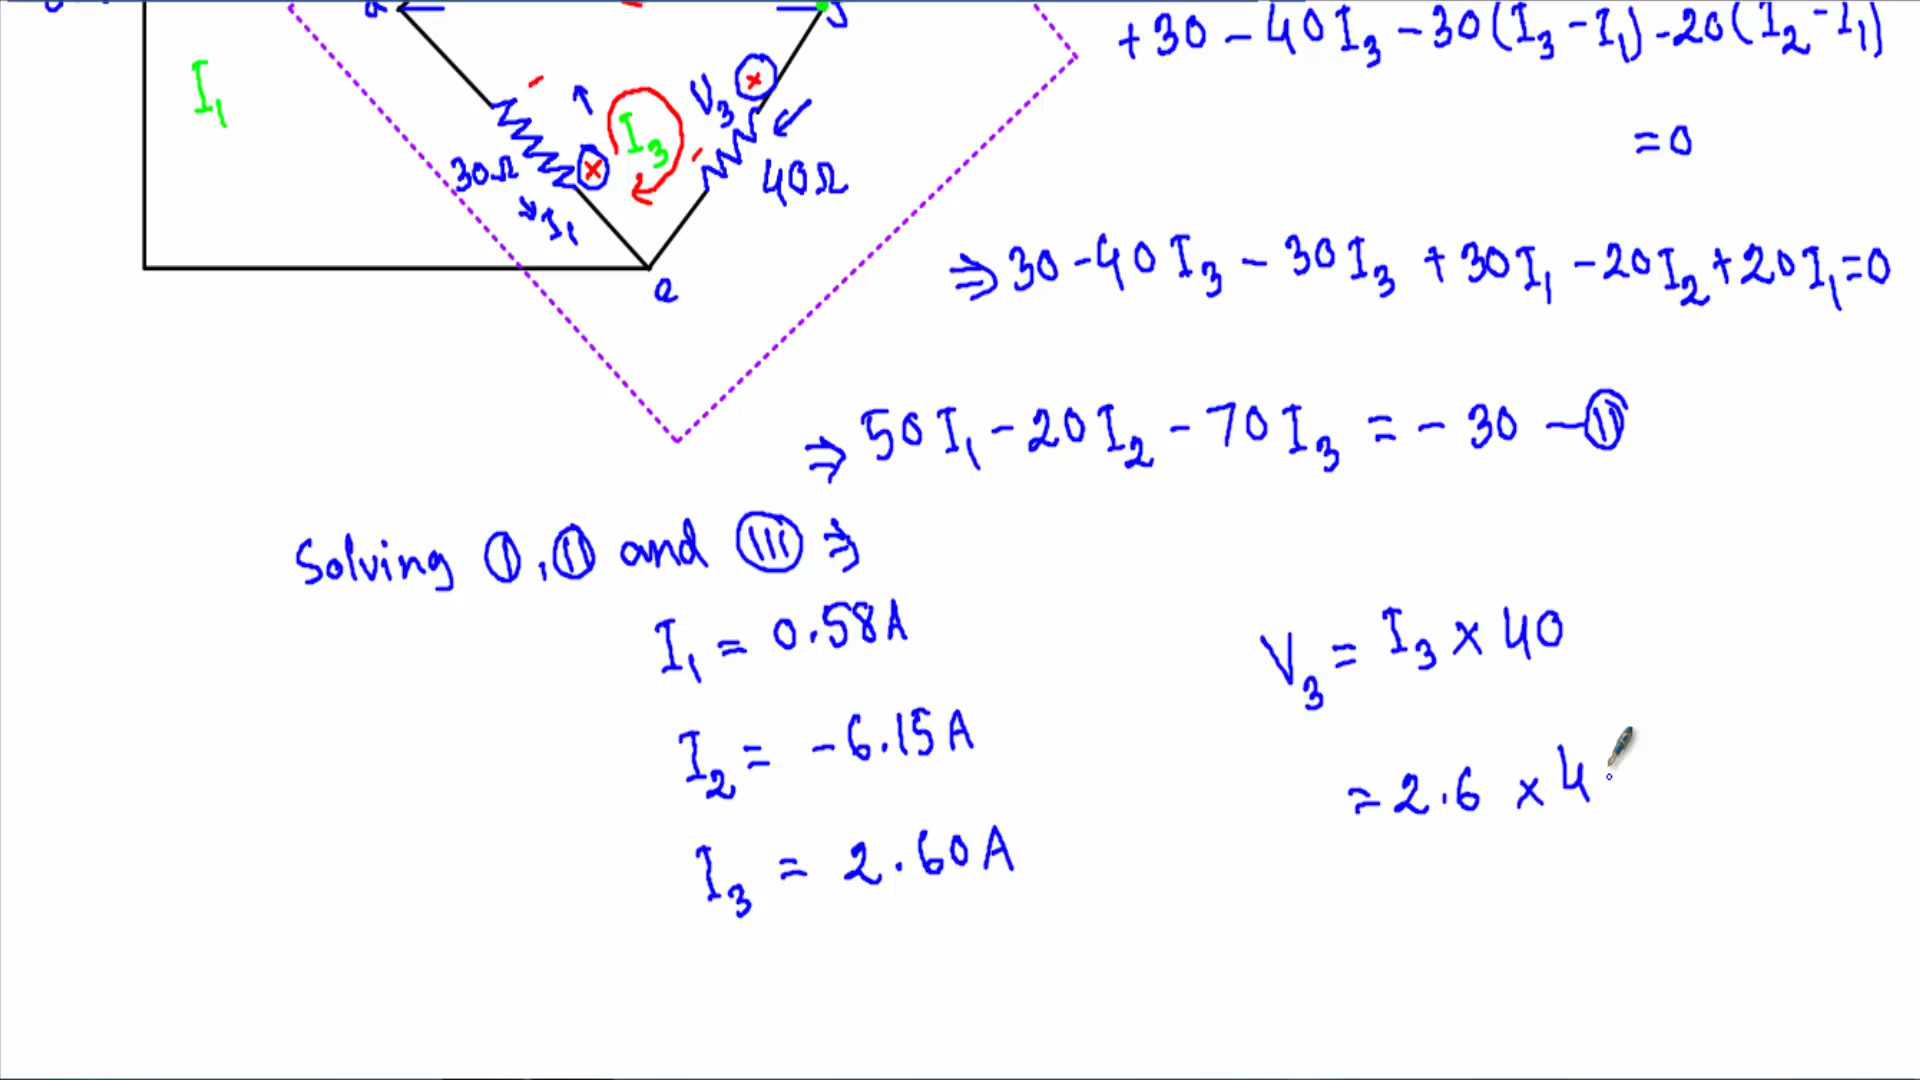 +30 - 40I₃ - 30(I₃ - I₁) - 20(I₂ - I₁)
= 0
I₁
V₃
I₃
30Ω
40Ω
I₁
e
⇒ 30 - 40I₃ - 30I₃ + 30I₁ - 20I₂ + 20I₁ = 0
⇒ 50I₁ - 20I₂ - 70I₃ = - 30 — Ⅱ
Solving Ⅰ, Ⅱ and Ⅲ ⇒
I₁ = 0.58A
I₂ = -6.15A
I₃ = 2.60A
V₃ = I₃ × 40
= 2.6 × 4